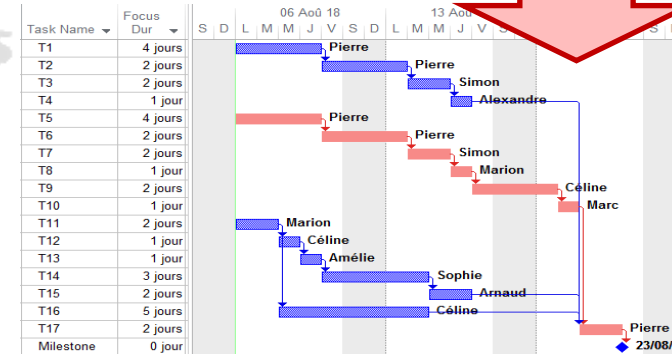 Focus 06 Aoû 18 13 Aoû
Task Name Dur S D L M M J V S D L M M J V S
T1 4 jours Pierre
T2 2 jours Pierre
T3 2 jours Simon
T4 1 jour Alexandre
T5 4 jours Pierre
T6 2 jours Pierre
T7 2 jours Simon
T8 1 jour Marion
T9 2 jours Céline
T10 1 jour Marc
T11 2 jours Marion
T12 1 jour Céline
T13 1 jour Amélie
T14 3 jours Sophie
T15 2 jours Arnaud
T16 5 jours Céline
T17 2 jours Pierre
Milestone 0 jour 23/08/